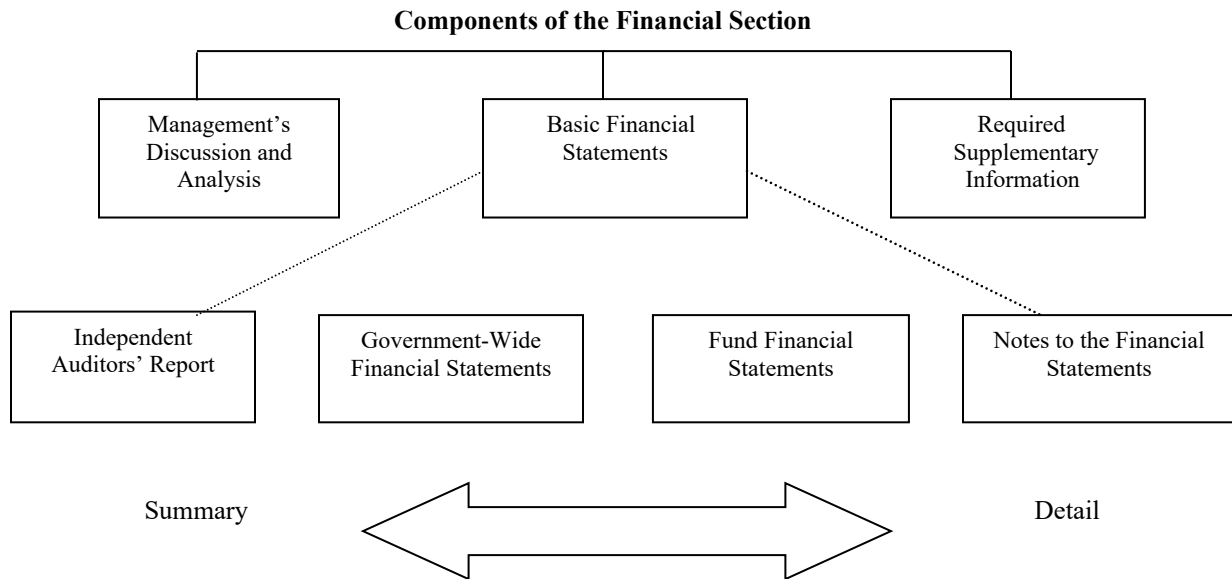 Components of the Financial Section
Management’s
Discussion and
Analysis
Basic Financial
Statements
Required
Supplementary
Information
Independent
Auditors’ Report
Government-Wide
Financial Statements
Fund Financial
Statements
Notes to the Financial
Statements
Summary
Detail